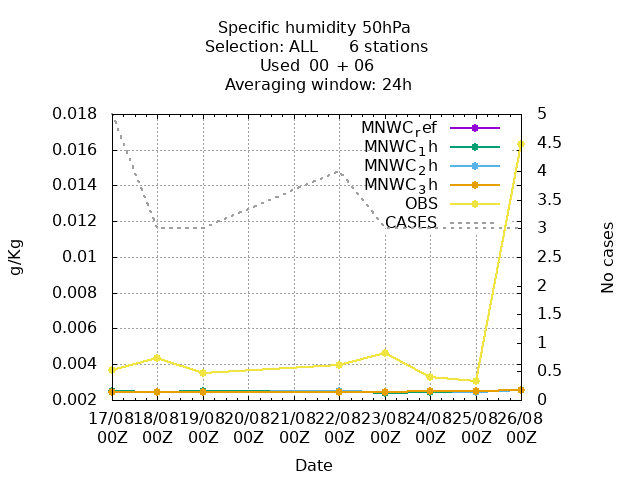 Specific humidity 50hPa
Selection: ALL 6 stations
Used 00 + 06
Averaging window: 24h
0.018
0.016
0.014
0.012
0.01
0.008
0.006
0.004
0.002
5
4.5
4
3.5
3
2.5
2
1.5
1
0.5
0
g/Kg
No cases
MNWCref
MNWC1h
MNWC2h
MNWC3h
OBS
CASES
17/08 18/08 19/08 20/08 21/08 22/08 23/08 24/08 25/08 26/08
00Z 00Z 00Z 00Z 00Z 00Z 00Z 00Z 00Z 00Z
Date